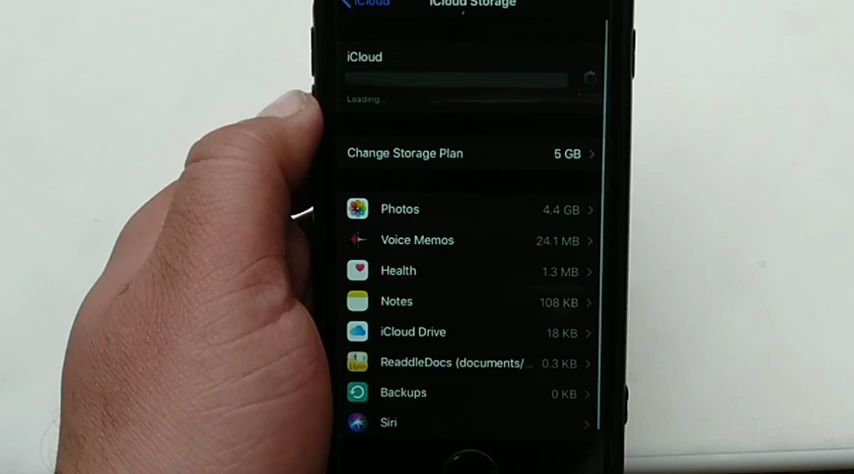 iCloud
iCloud Storage
iCloud
Loading...
Change Storage Plan 5 GB
Photos 4.4 GB
Voice Memos 24.1 MB
Health 1.3 MB
Notes 108 KB
iCloud Drive 18 KB
ReaddleDocs (documents/... 0.3 KB
Backups 0 KB
Siri